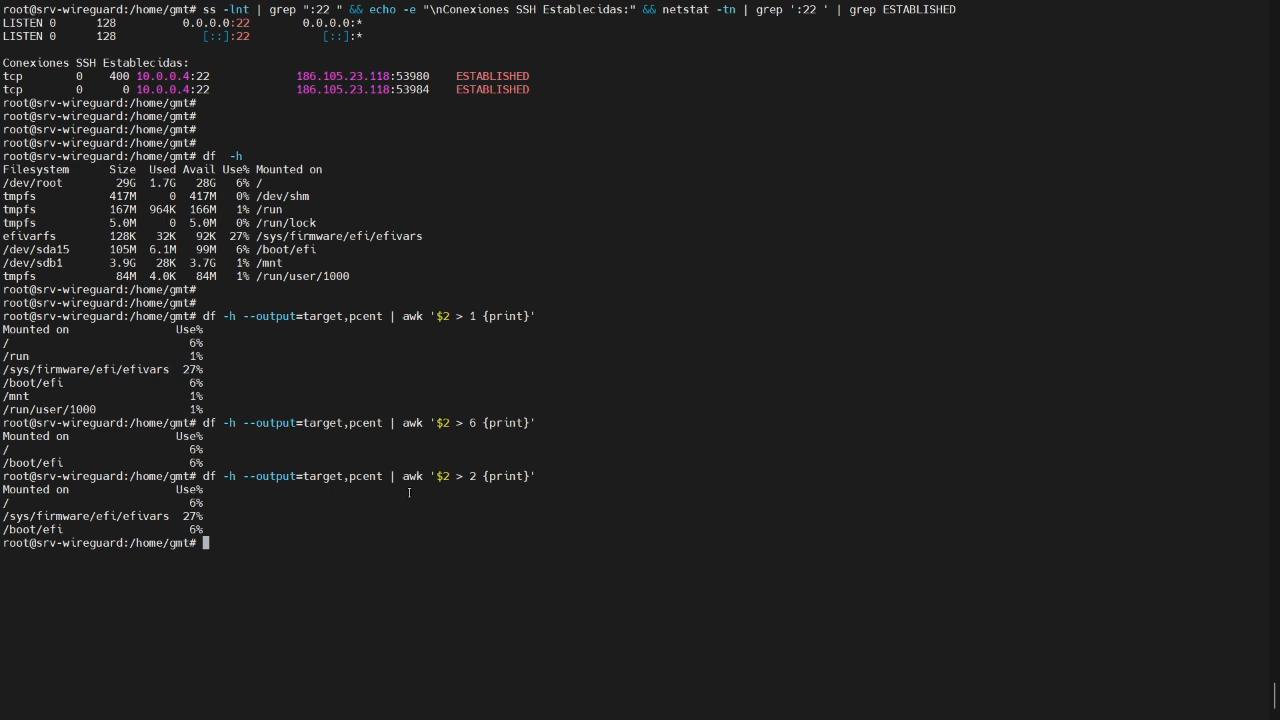 root@srv-wireguard:/home/gmt# ss -lnt | grep ":22 " && echo -e "\nConexiones SSH Establecidas:" && netstat -tn | grep ':22 ' | grep ESTABLISHED
LISTEN 0      128          0.0.0.0:22        0.0.0.0:*
LISTEN 0      128             [::]:22           [::]:*

Conexiones SSH Establecidas:
tcp        0    400 10.0.0.4:22             186.105.23.118:53980    ESTABLISHED
tcp        0      0 10.0.0.4:22             186.105.23.118:53984    ESTABLISHED
root@srv-wireguard:/home/gmt#
root@srv-wireguard:/home/gmt#
root@srv-wireguard:/home/gmt#
root@srv-wireguard:/home/gmt#
root@srv-wireguard:/home/gmt# df  -h
Filesystem      Size  Used Avail Use% Mounted on
/dev/root        29G  1.7G   28G   6% /
tmpfs           417M     0  417M   0% /dev/shm
tmpfs           167M  964K  166M   1% /run
tmpfs           5.0M     0  5.0M   0% /run/lock
efivarfs        128K   32K   92K  27% /sys/firmware/efi/efivars
/dev/sda15      105M  6.1M   99M   6% /boot/efi
/dev/sdb1       3.9G   28K  3.7G   1% /mnt
tmpfs            84M  4.0K   84M   1% /run/user/1000
root@srv-wireguard:/home/gmt#
root@srv-wireguard:/home/gmt#
root@srv-wireguard:/home/gmt# df -h --output=target,pcent | awk '$2 > 1 {print}'
Mounted on                Use%
/                           6%
/run                        1%
/sys/firmware/efi/efivars  27%
/boot/efi                   6%
/mnt                        1%
/run/user/1000              1%
root@srv-wireguard:/home/gmt# df -h --output=target,pcent | awk '$2 > 6 {print}'
Mounted on                Use%
/                           6%
/boot/efi                   6%
root@srv-wireguard:/home/gmt# df -h --output=target,pcent | awk '$2 > 2 {print}'
Mounted on                Use%
/                           6%
/sys/firmware/efi/efivars  27%
/boot/efi                   6%
root@srv-wireguard:/home/gmt#